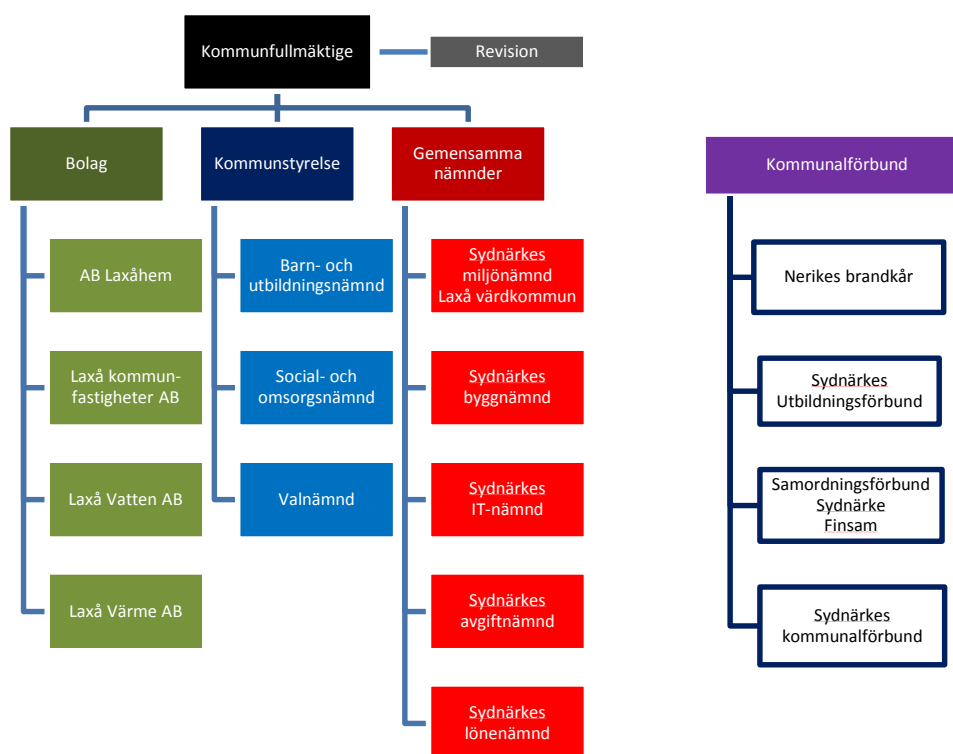 Kommunfullmäktige
Revision
Bolag
Kommunstyrelse
Gemensamma
nämnder
Kommunalförbund
AB Laxåhem
Laxå kommun-
fastigheter AB
Laxå Vatten AB
Laxå Värme AB
Barn- och
utbildningsnämnd
Social- och
omsorgsnämnd
Valnämnd
Sydnärkes
miljönämnd
Laxå värdkommun
Sydnärkes
byggnämnd
Sydnärkes
IT-nämnd
Sydnärkes
avgiftnämnd
Sydnärkes
lönenämnd
Nerikes brandkår
Sydnärkes
Utbildningsförbund
Samordningsförbund
Sydnärke
Finsam
Sydnärkes
kommunalförbund